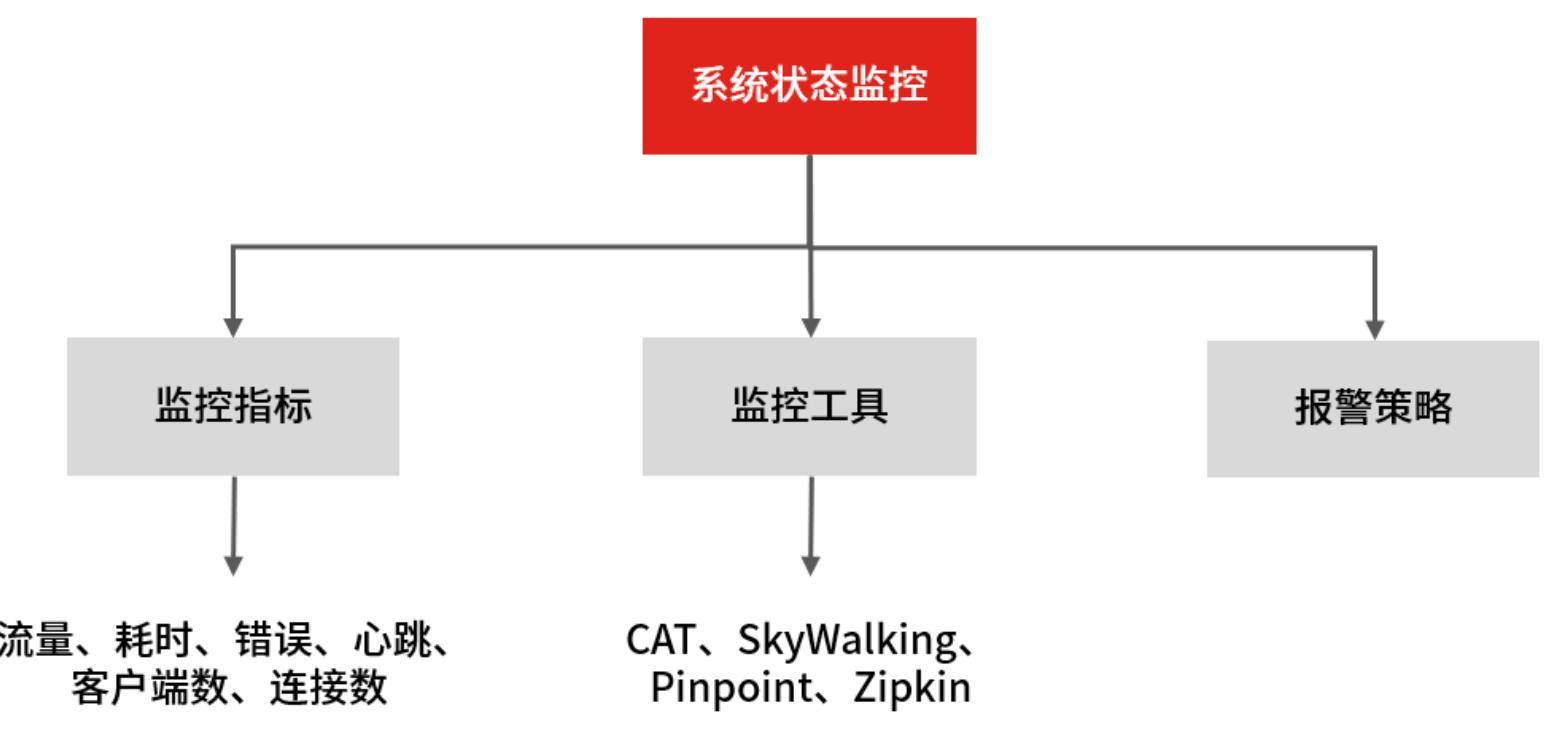 系统状态监控
监控指标
监控工具
报警策略
流量、耗时、错误、心跳、
客户端数、连接数
CAT、SkyWalking、
Pinpoint、Zipkin